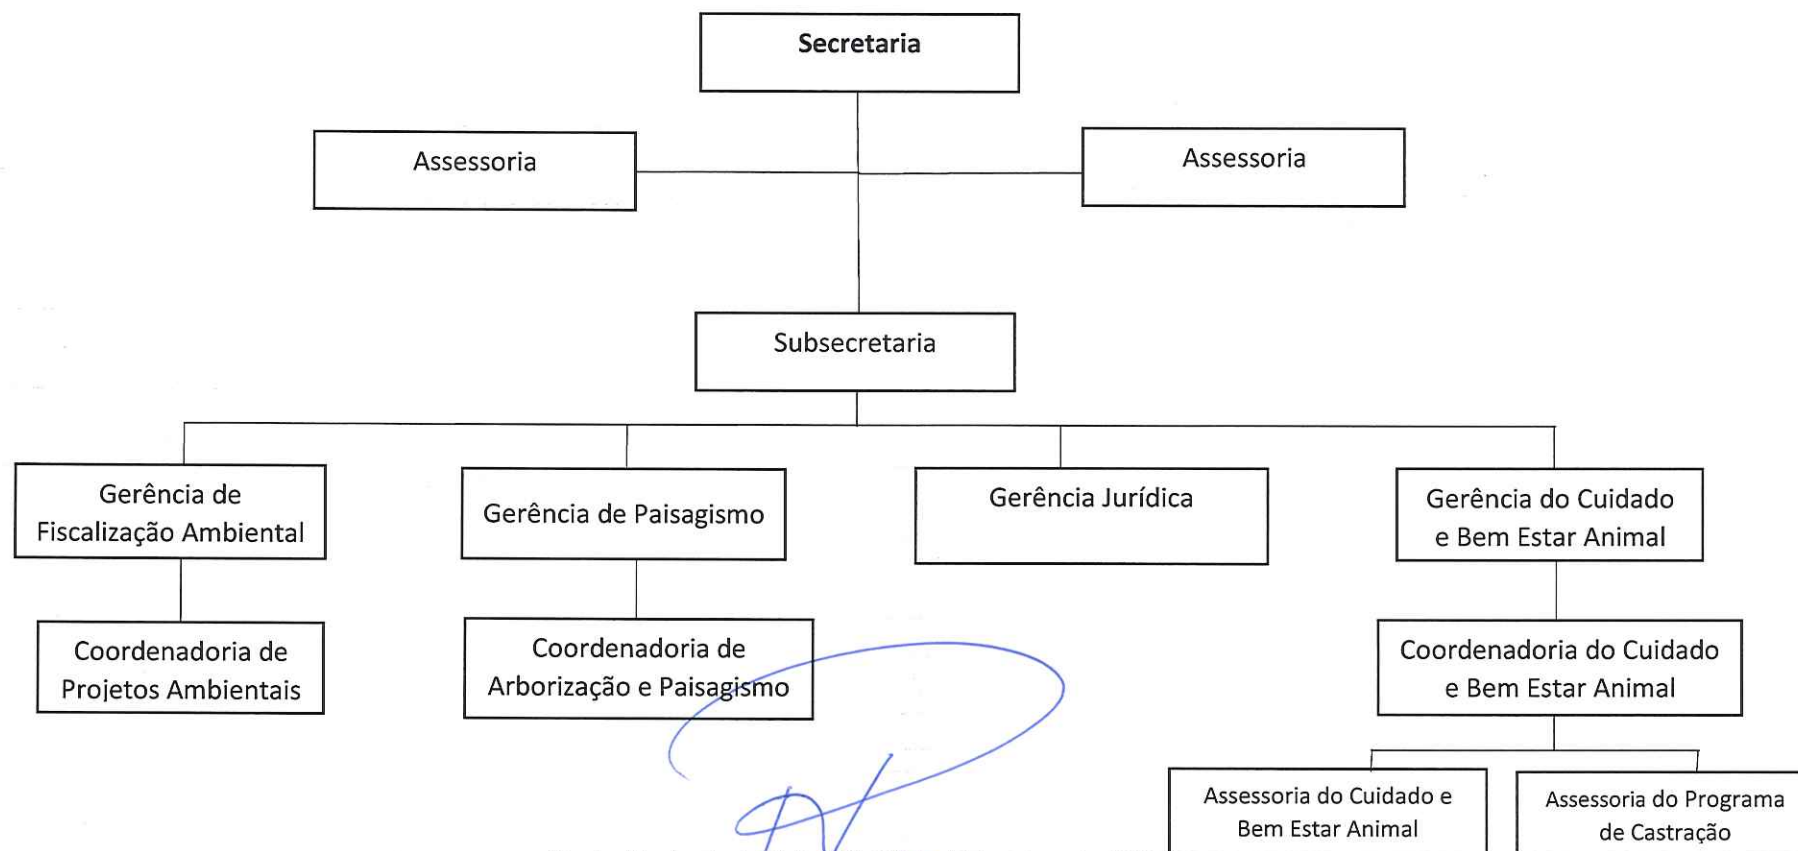 Secretaria
Assessoria
Assessoria
Subsecretaria
Gerência de
Fiscalização Ambiental
Gerência de Paisagismo
Gerência Jurídica
Gerência do Cuidado
e Bem Estar Animal
Coordenadoria de
Projetos Ambientais
Coordenadoria de
Arborização e Paisagismo
Coordenadoria do Cuidado
e Bem Estar Animal
Assessoria do Cuidado e
Bem Estar Animal
Assessoria do Programa
de Castração